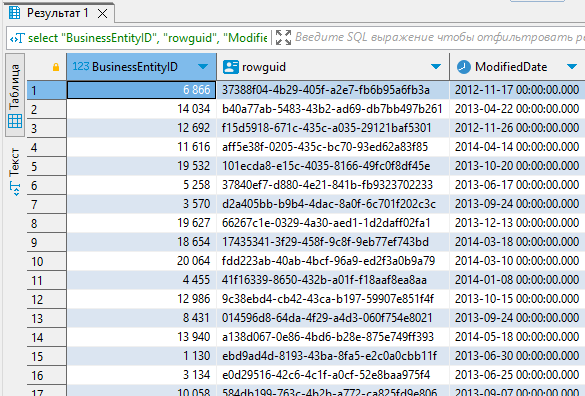 Результат 1
select "BusinessEntityID", "rowguid", "Modifie
Введите SQL выражение чтобы отфильтровать ре
Таблица
Текст
123 BusinessEntityID rowguid ModifiedDate
1 6 866 37388f04-4b29-405f-a2e7-fb6b95a6fb3a 2012-11-17 00:00:00.000
2 14 034 b40a77ab-5483-43b2-ad69-db7bb497b261 2013-04-22 00:00:00.000
3 12 692 f15d5918-671c-435c-a035-29121baf5301 2012-11-26 00:00:00.000
4 11 616 aff5e38f-0205-435c-bc70-93ed62a83f85 2014-04-14 00:00:00.000
5 19 532 101ecda8-e15c-4035-8166-49fc0f8df45e 2013-10-20 00:00:00.000
6 5 258 37840ef7-d880-4e21-841b-fb9323702233 2013-06-17 00:00:00.000
7 3 570 d2a405bb-b9b4-4dac-8a0f-6c701f202c3c 2013-09-24 00:00:00.000
8 19 627 66267c1e-0329-4a30-aed1-1d2daff02fa1 2013-12-13 00:00:00.000
9 18 654 17435341-3f29-458f-9c8f-9eb77ef743bd 2014-03-18 00:00:00.000
10 20 064 fdd223ab-40ab-4bcf-96a9-ed2f3a0b9a79 2014-03-10 00:00:00.000
11 4 455 41f16339-8650-432b-a01f-f18aaf8ea8aa 2014-01-08 00:00:00.000
12 12 986 9c38ebd4-cb42-43ca-b197-59907e851f4f 2013-10-15 00:00:00.000
13 8 431 014596d8-64da-4f29-a4d3-060f754e8021 2013-09-24 00:00:00.000
14 13 940 a138d067-0e86-4bd6-b28e-875e749ff393 2014-05-18 00:00:00.000
15 1 130 ebd9ad4d-8193-43ba-8fa5-e2c0a0cbb11f 2013-06-30 00:00:00.000
16 3 134 e0d29516-42c6-4c1f-a0cf-52e8baa975f4 2013-06-25 00:00:00.000
17 10 058 584db199-763c-4b2b-a772-ca825fd9e806 2013-09-07 00:00:00.000